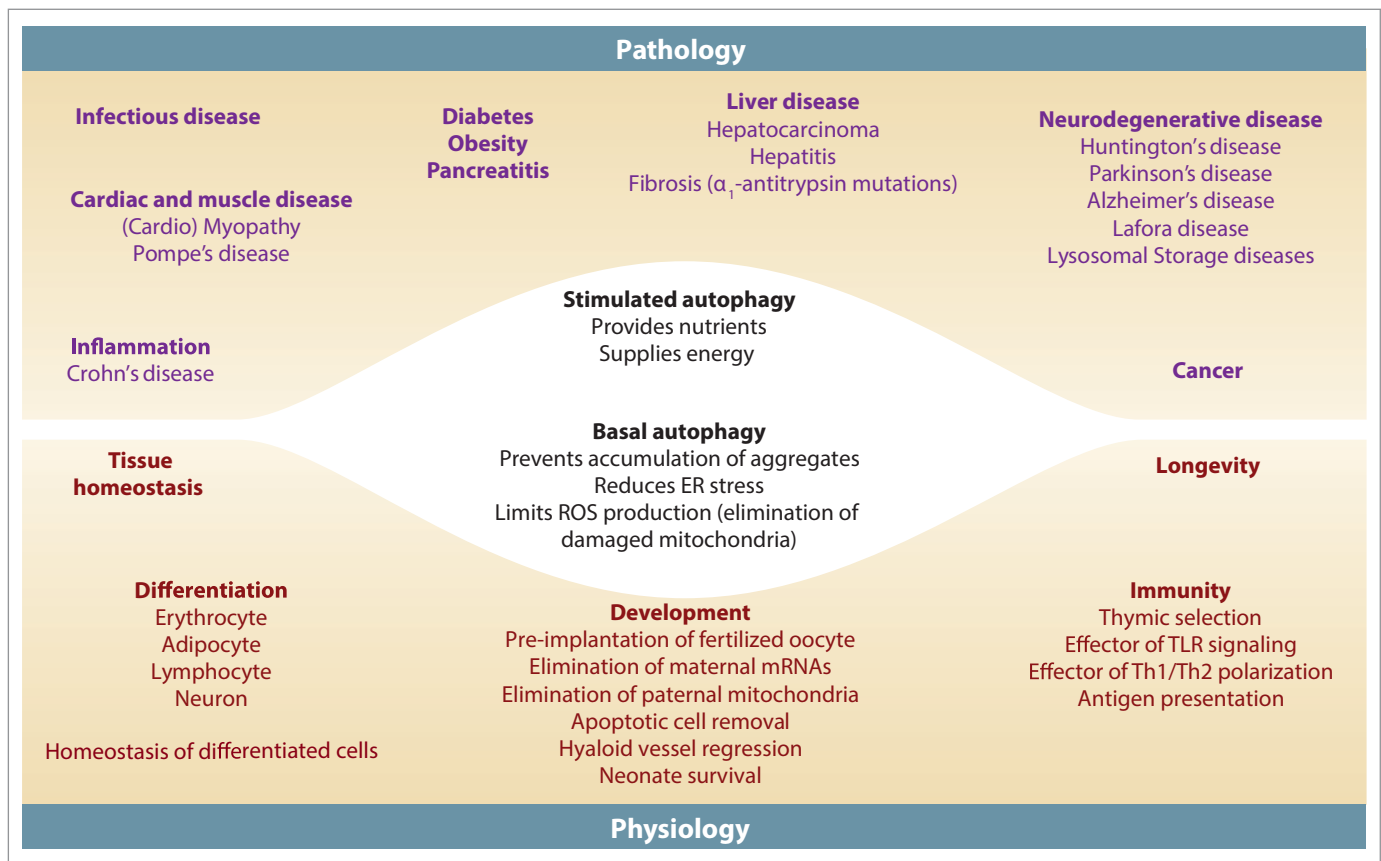 Pathology
Infectious disease
Cardiac and muscle disease
(Cardio) Myopathy
Pompe's disease
Inflammation
Crohn's disease
Diabetes
Obesity
Pancreatitis
Liver disease
Hepatocarcinoma
Hepatitis
Fibrosis (α₁-antitrypsin mutations)
Neurodegenerative disease
Huntington's disease
Parkinson's disease
Alzheimer's disease
Lafora disease
Lysosomal Storage diseases
Cancer
Stimulated autophagy
Provides nutrients
Supplies energy
Basal autophagy
Prevents accumulation of aggregates
Reduces ER stress
Limits ROS production (elimination of
damaged mitochondria)
Tissue
homeostasis
Differentiation
Erythrocyte
Adipocyte
Lymphocyte
Neuron
Homeostasis of differentiated cells
Development
Pre-implantation of fertilized oocyte
Elimination of maternal mRNAs
Elimination of paternal mitochondria
Apoptotic cell removal
Hyaloid vessel regression
Neonate survival
Longevity
Immunity
Thymic selection
Effector of TLR signaling
Effector of Th1/Th2 polarization
Antigen presentation
Physiology